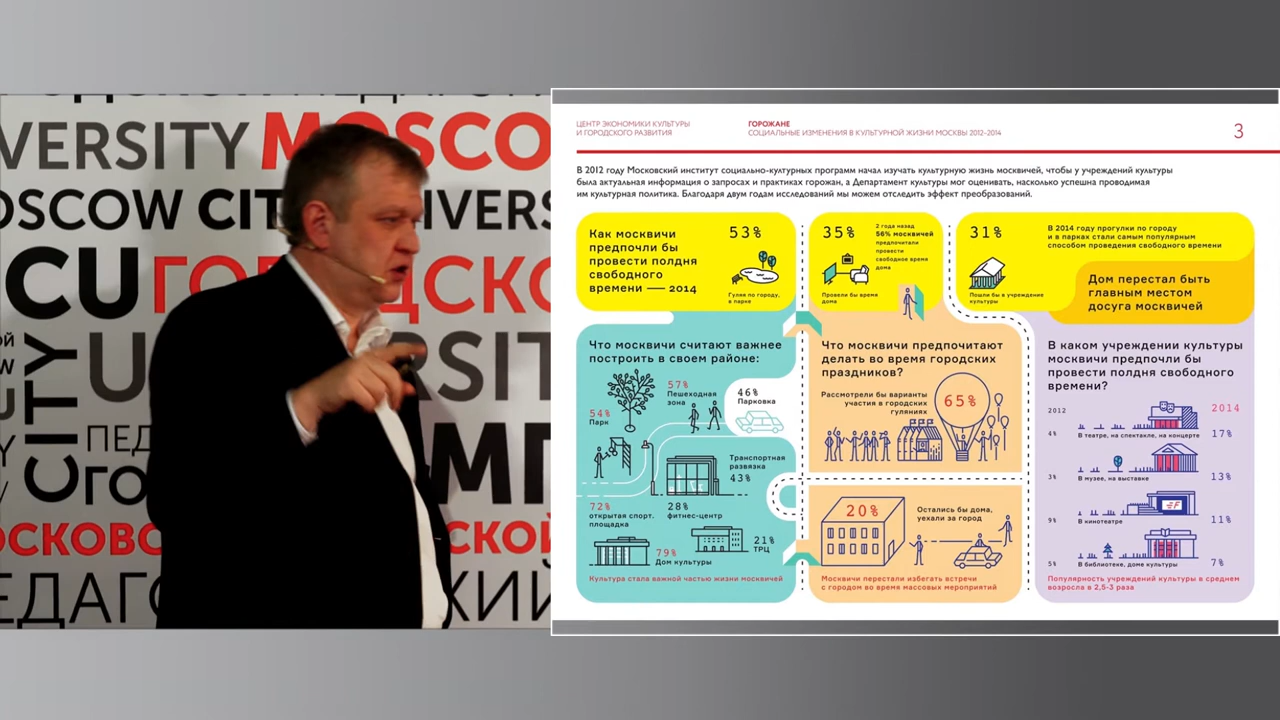 VERSITY MOSCO
OSCOW CIT IVERS
CU ГОРОДСКО
CITY U RSI
ПЕД
ГО МП
ОСКОВС СКОЙ
ПЕДАГО КИЙ
ЦЕНТР ЭКОНОМИКИ КУЛЬТУРЫ
И ГОРОДСКОГО РАЗВИТИЯ
ГОРОЖАНЕ
СОЦИАЛЬНЫЕ ИЗМЕНЕНИЯ В КУЛЬТУРНОЙ ЖИЗНИ МОСКВЫ 2012-2014
3
В 2012 году Московский институт социально-културных программ начал изучать культурную жизнь москвичей, чтобы у учреждений культуры
была актуальная информация о запросах и практиках горожан, а Департамент культуры мог оценивать, насколько успешна проводимая
им культурная политика. Благодаря двум годам исследований мы можем отследить эффект преобразований.
Как москвичи
предпочли бы
провести полдня
свободного
времени — 2014
53%
Гуляя по городу,
в парке
35%
2 года назад
56% москвичей
предпочитали
провести
свободное время
дома
Провели бы время
дома
31%
Пошли бы в учреждение
культуры
В 2014 году прогулки по городу
и в парках стали самым популярным
способом проведения свободного времени
Дом перестал быть
главным местом
досуга москвичей
Что москвичи считают важнее
построить в своем районе:
57%
Пешеходная
зона
46%
Парковка
54%
Парк
Транспортная
развязка
43%
72%
открытая спорт.
площадка
28%
фитнес-центр
21%
ТРЦ
79%
Дом культуры
Культура стала важной частью жизни москвичей
Что москвичи предпочитают
делать во время городских
праздников?
Рассмотрели бы варианты
участия в городских
гуляниях
65%
20%
Остались бы дома,
уехали за город
Москвичи перестали избегать встречи
с городом во время массовых мероприятий
В каком учреждении культуры
москвичи предпочли бы
провести полдня свободного
времени?
2012
2014
4%
В театре, на спектакле, на концерте
17%
3%
В музее, на выставке
13%
9%
В кинотеатре
11%
5%
В библиотеке, доме культуры
7%
Популярность учреждений культуры в среднем
возросла в 2,5-3 раза